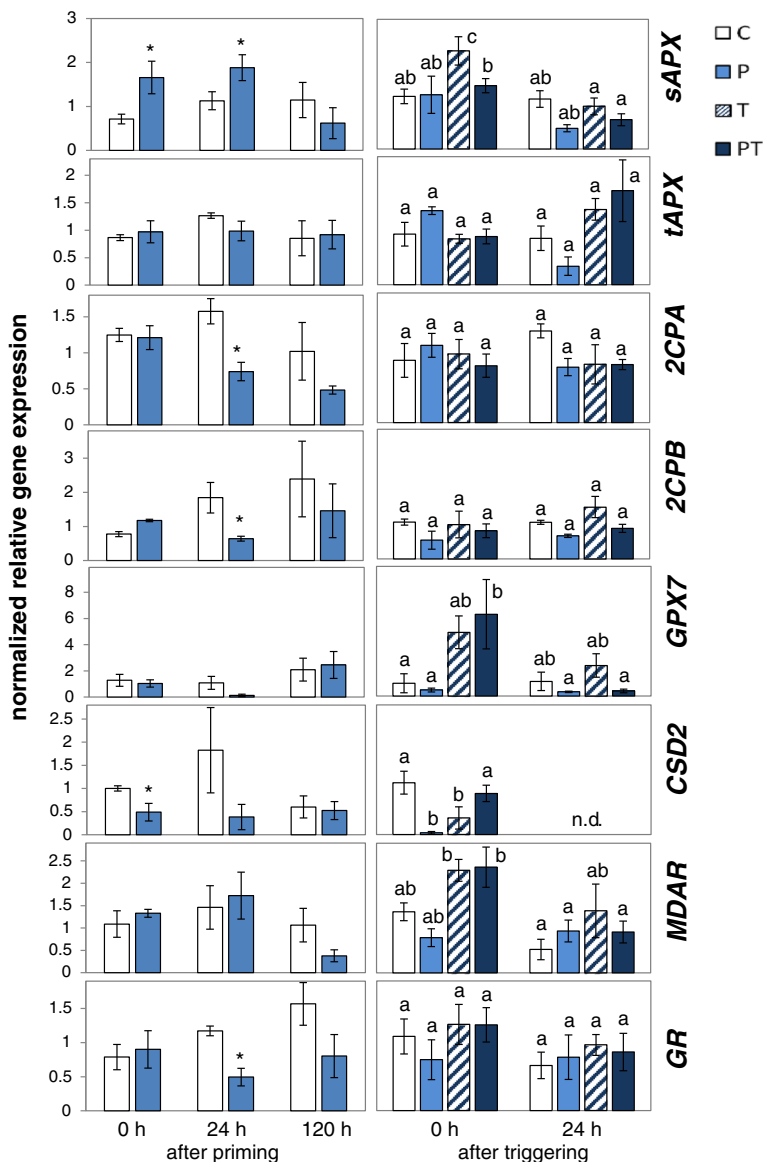 normalized relative gene expression
3
2
1
0
* *
ab ab c b ab ab a a
sAPX
2
1.5
1
0.5
0
a a a a a a a a
tAPX
1.5
1
0.5
0
*
a a a a a a a a
2CPA
3
2
1
0
*
a a a a a a a a
2CPB
8
6
4
2
0
a a ab b ab a ab a
GPX7
2.5
2
1.5
1
0.5
0
*
a b b a
n.d.
CSD2
2.5
2
1.5
1
0.5
0
ab ab b b a a ab a
MDAR
1.5
1
0.5
0
*
a a a a a a a a
GR
0 h 24 h 120 h
after priming
0 h 24 h
after triggering
C
P
T
PT